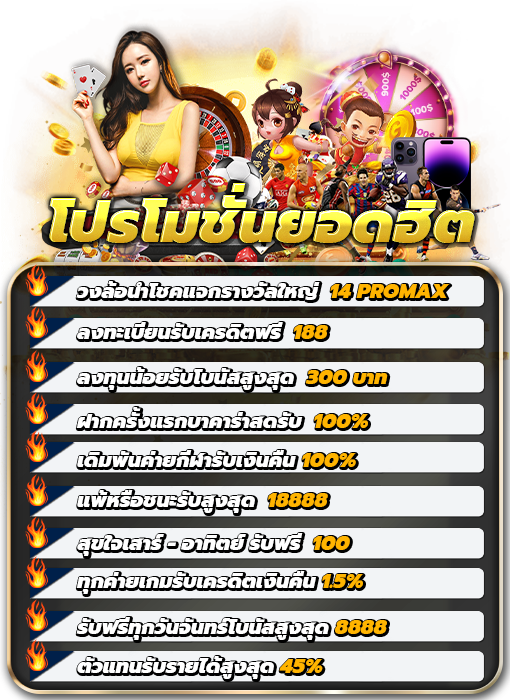 โปรโมชั่นยอดฮิต
วงล้อนำโชคแจกรางวัลใหญ่ 14 PROMAX
ลงทะเบียนรับเครดิตฟรี 188
ลงทุนน้อยรับโบนัสสูงสุด 300 บาท
ฝากครั้งแรกบาคาร่าสดรับ 100%
เดิมพันค่ายกีฬารับเงินคืน 100%
แพ้หรือชนะรับสูงสุด 18888
สุขใจเสาร์ - อาทิตย์ รับฟรี 100
ทุกค่ายเกมรับเครดิตเงินคืน 1.5%
รับฟรีทุกวันจันทร์โบนัสสูงสุด 8888
ตัวแทนรับรายได้สูงสุด 45%